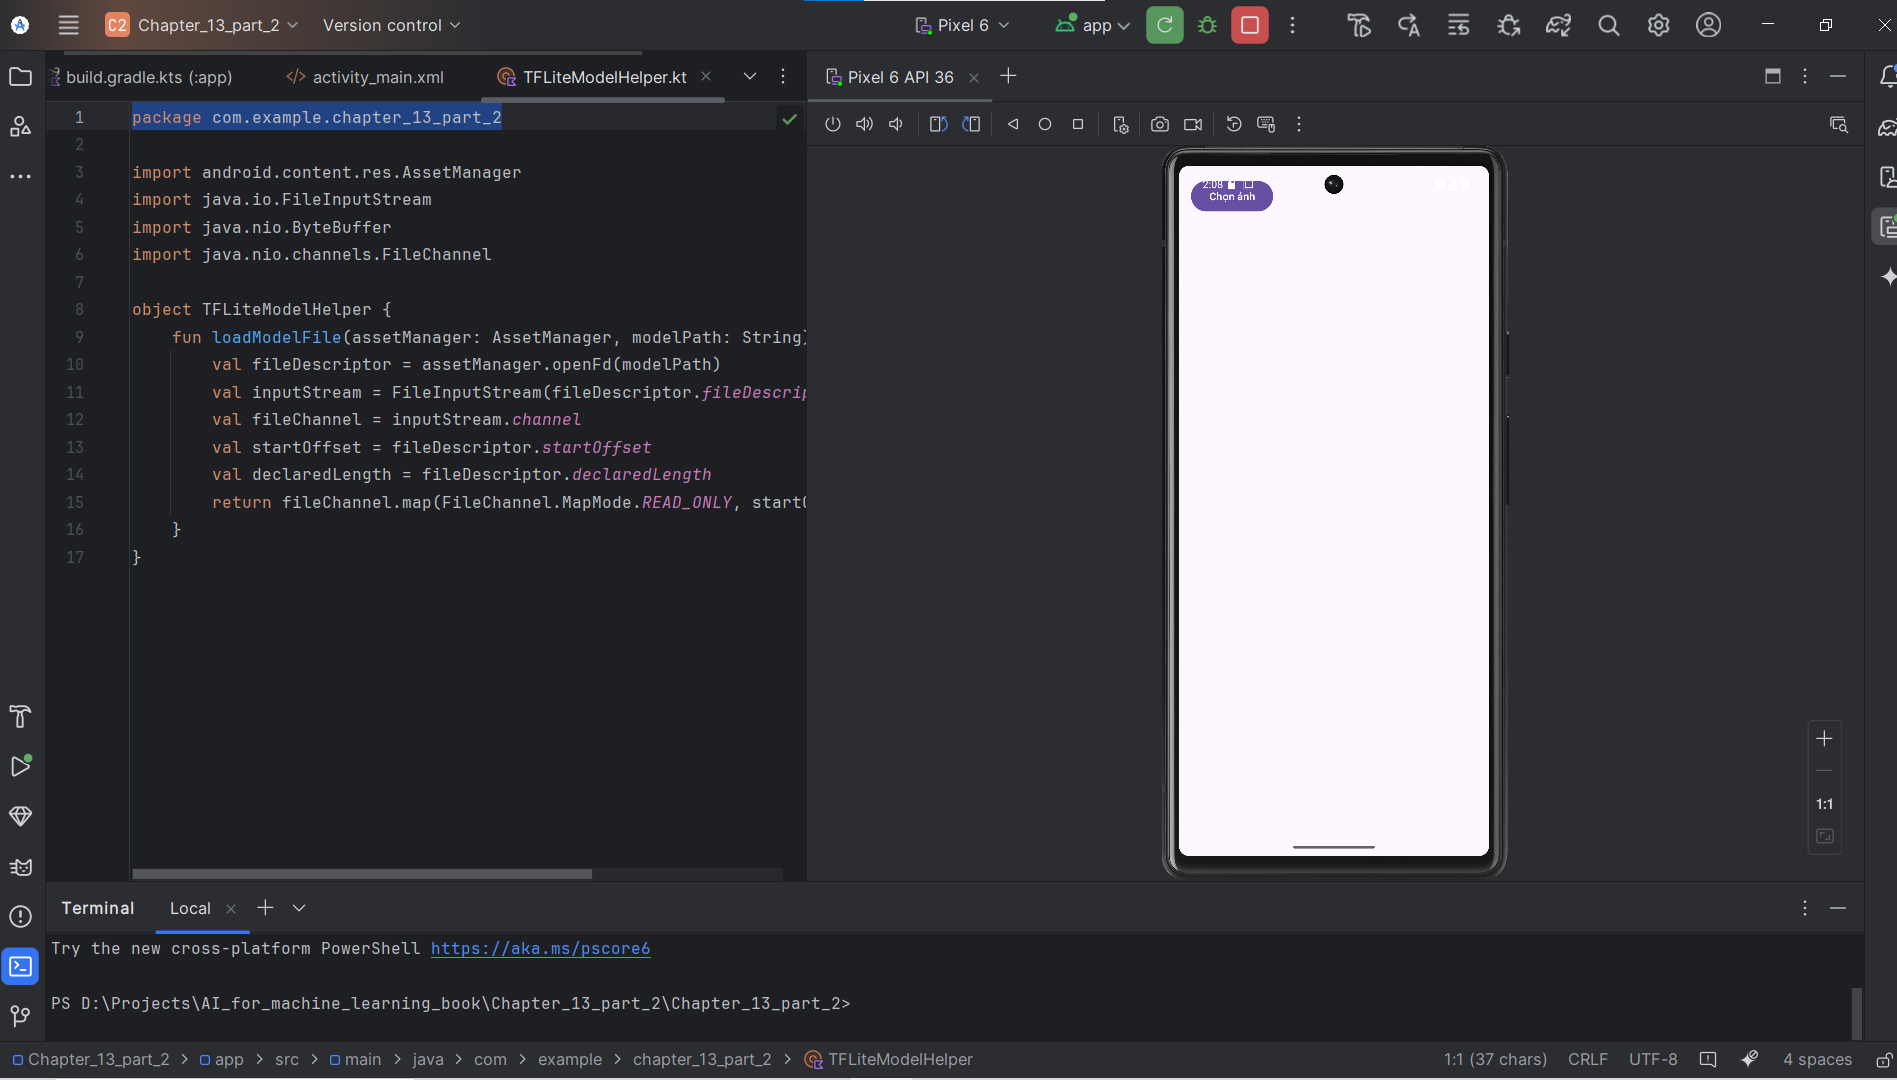 C2 Chapter_13_part_2 Version control Pixel 6 app
build.gradle.kts (:app) activity_main.xml TFLiteModelHelper.kt
Pixel 6 API 36
1 package com.example.chapter_13_part_2
2
3 import android.content.res.AssetManager
4 import java.io.FileInputStream
5 import java.nio.ByteBuffer
6 import java.nio.channels.FileChannel
7
8 object TFLiteModelHelper {
9 fun loadModelFile(assetManager: AssetManager, modelPath: String)
10 val fileDescriptor = assetManager.openFd(modelPath)
11 val inputStream = FileInputStream(fileDescriptor.fileDescrip
12 val fileChannel = inputStream.channel
13 val startOffset = fileDescriptor.startOffset
14 val declaredLength = fileDescriptor.declaredLength
15 return fileChannel.map(FileChannel.MapMode.READ_ONLY, startO
16 }
17 }
2:08
Chọn ảnh
1:1
Terminal Local
Try the new cross-platform PowerShell https://aka.ms/pscore6
PS D:\Projects\AI_for_machine_learning_book\Chapter_13_part_2\Chapter_13_part_2>
Chapter_13_part_2 > app > src > main > java > com > example > chapter_13_part_2 > TFLiteModelHelper 1:1 (37 chars) CRLF UTF-8 4 spaces